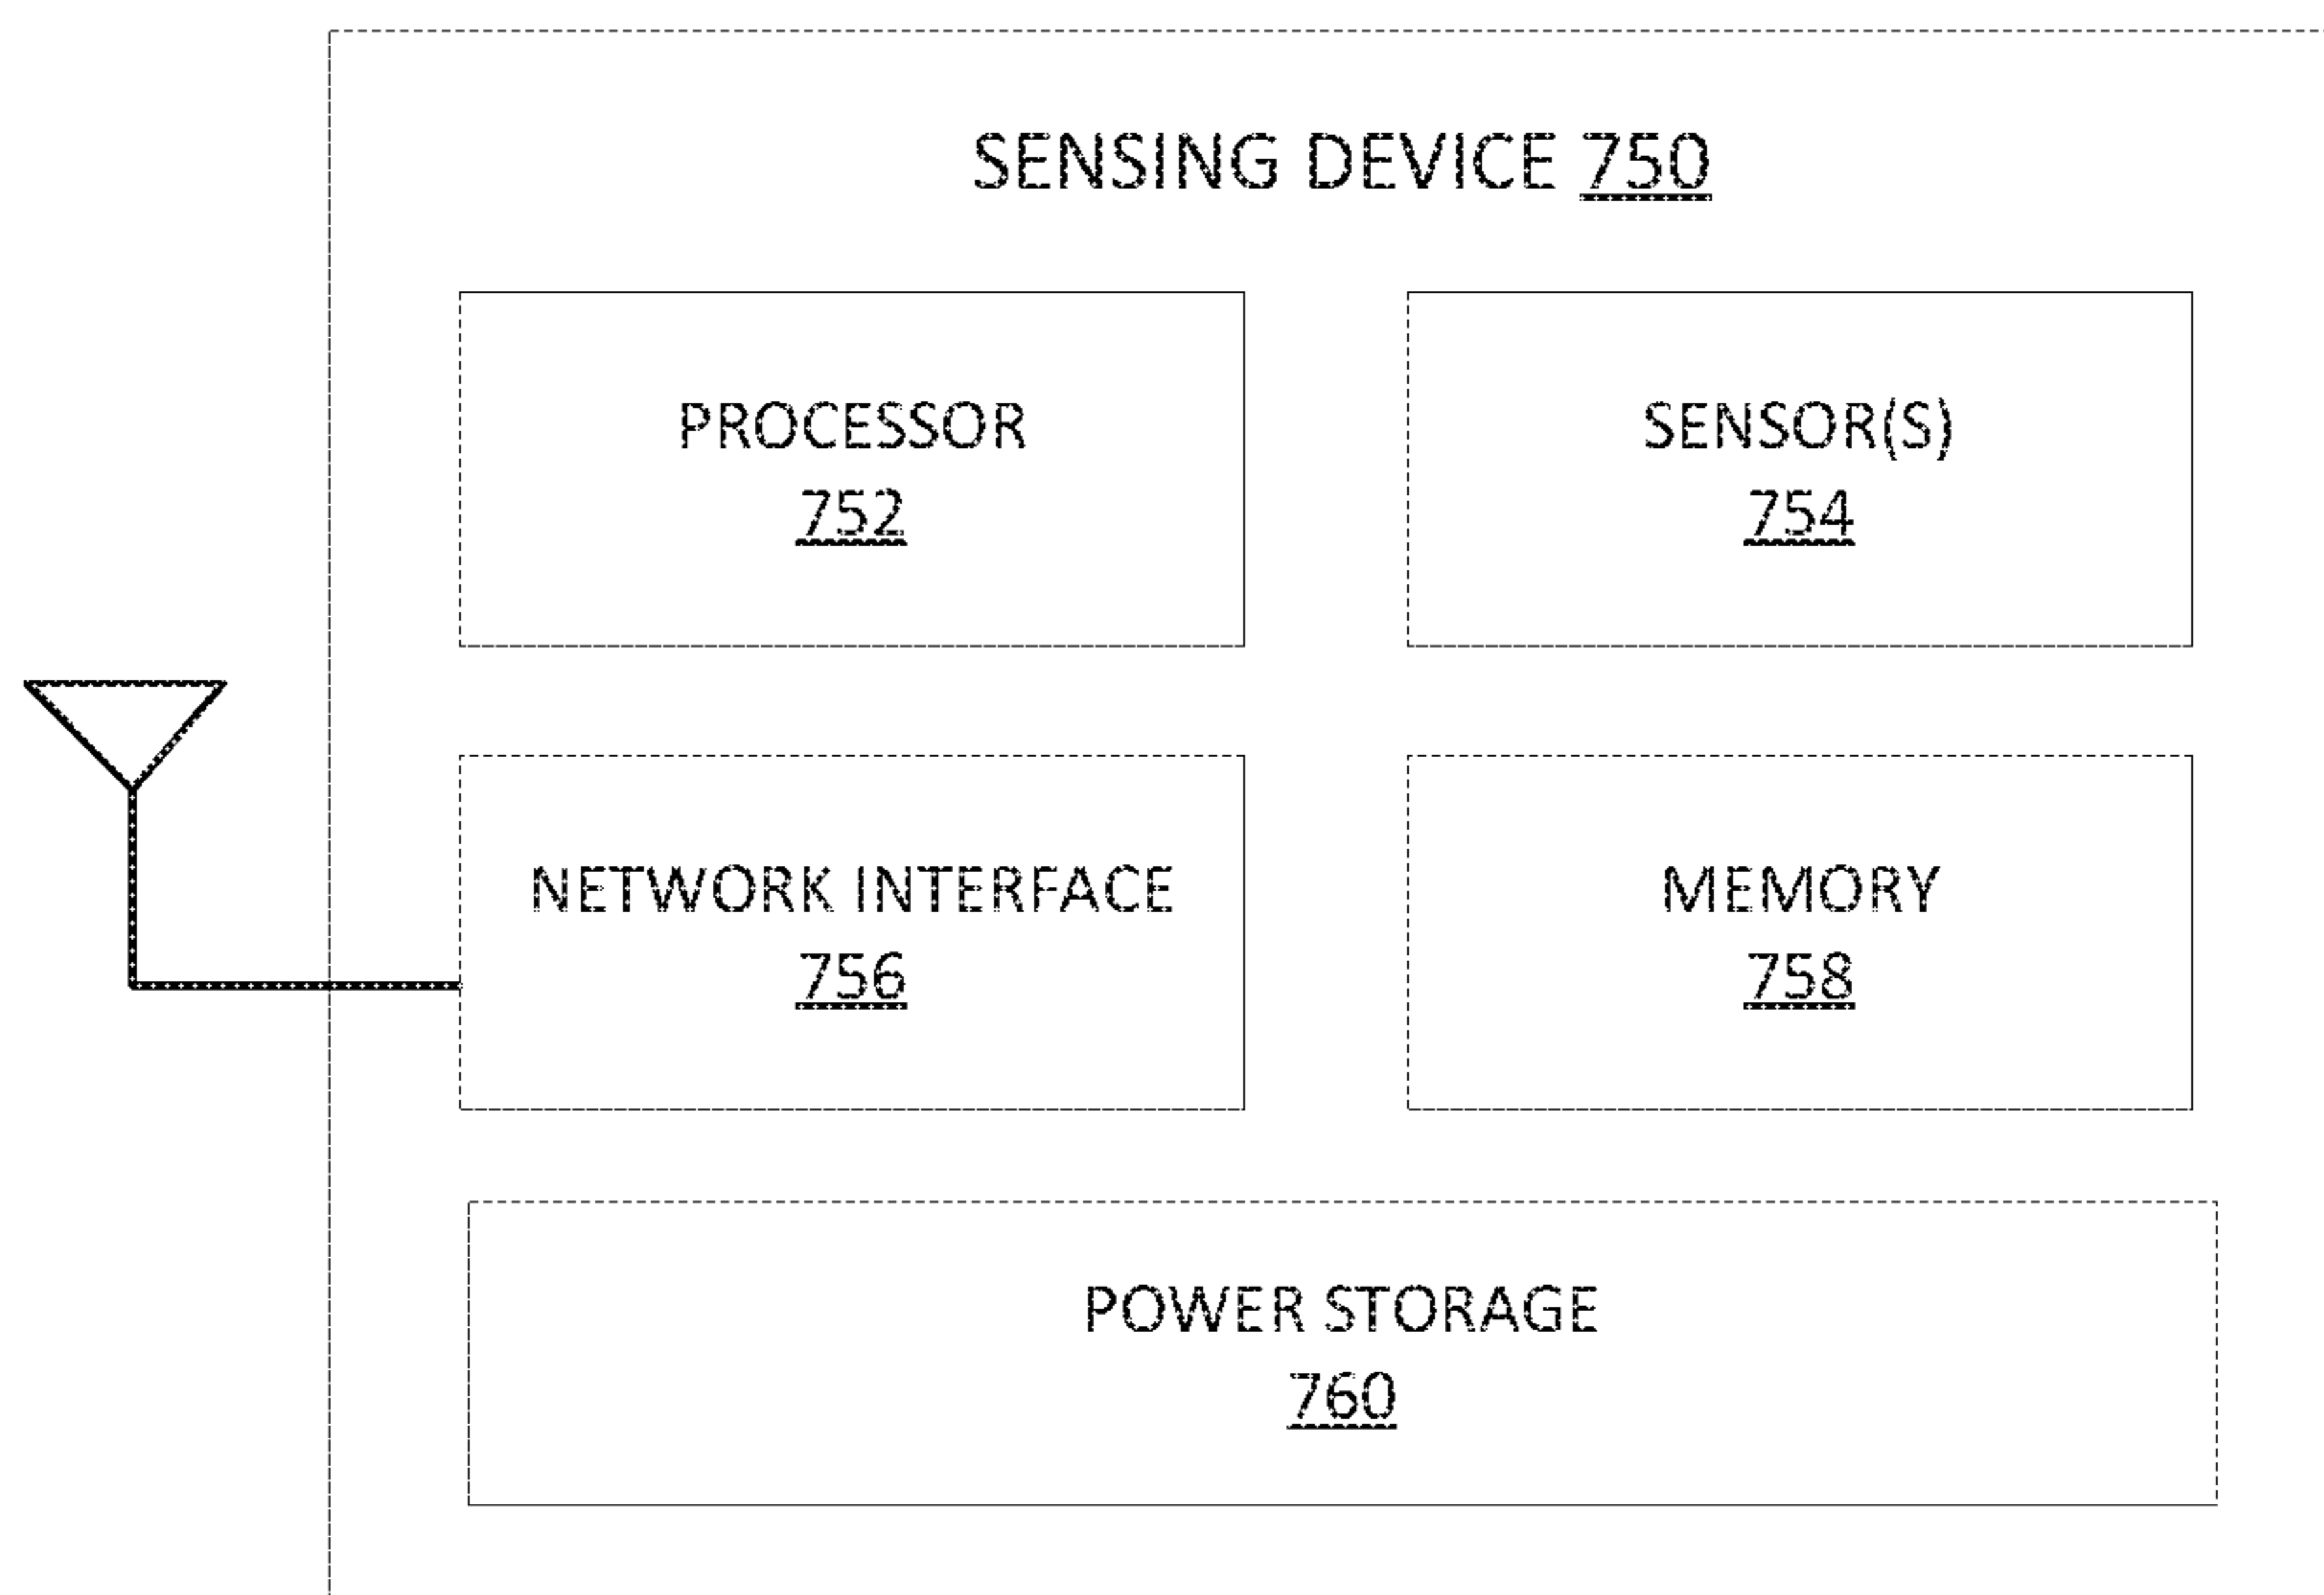 SENSING DEVICE 750
PROCESSOR
752
SENSOR(S)
754
NETWORK INTERFACE
756
MEMORY
758
POWER STORAGE
760